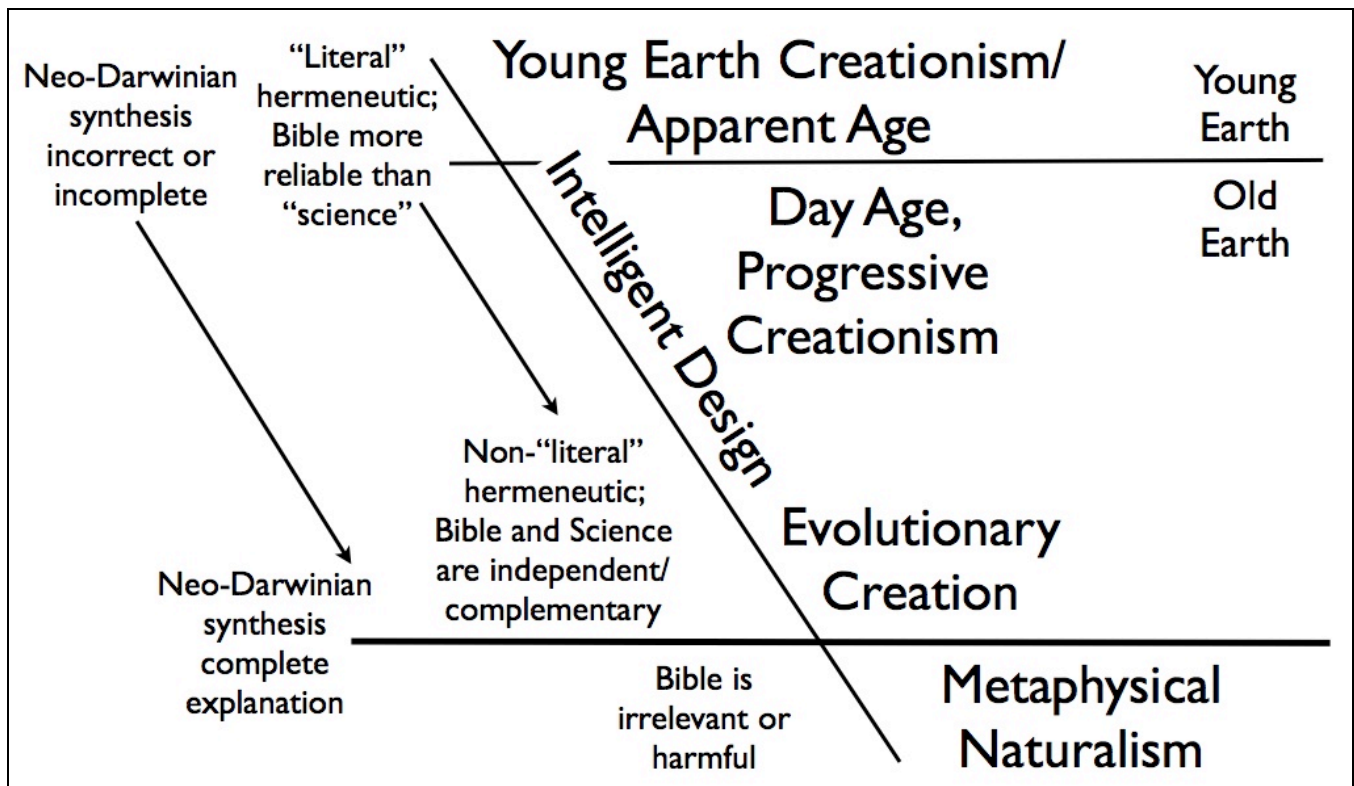 Neo-Darwinian
synthesis
incorrect or
incomplete
“Literal”
hermeneutic;
Bible more
reliable than
“science”
Young Earth Creationism/
Apparent Age
Young
Earth
Old
Earth
Day Age,
Progressive
Creationism
Intelligent Design
Non-“literal”
hermeneutic;
Bible and Science
are independent/
complementary
Evolutionary
Creation
Neo-Darwinian
synthesis
complete
explanation
Bible is
irrelevant or
harmful
Metaphysical
Naturalism